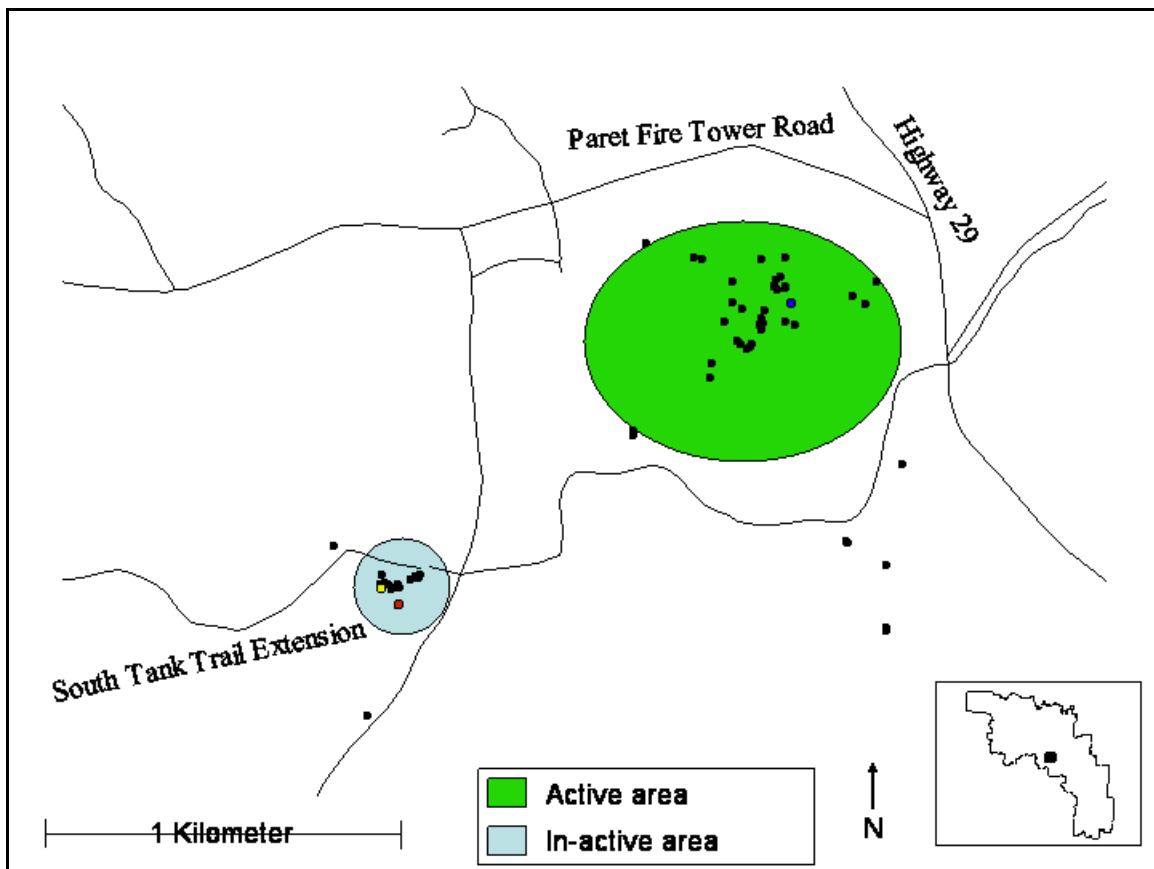 Paret Fire Tower Road
Highway 29
South Tank Trail Extension
Active area
In-active area
1 Kilometer
N